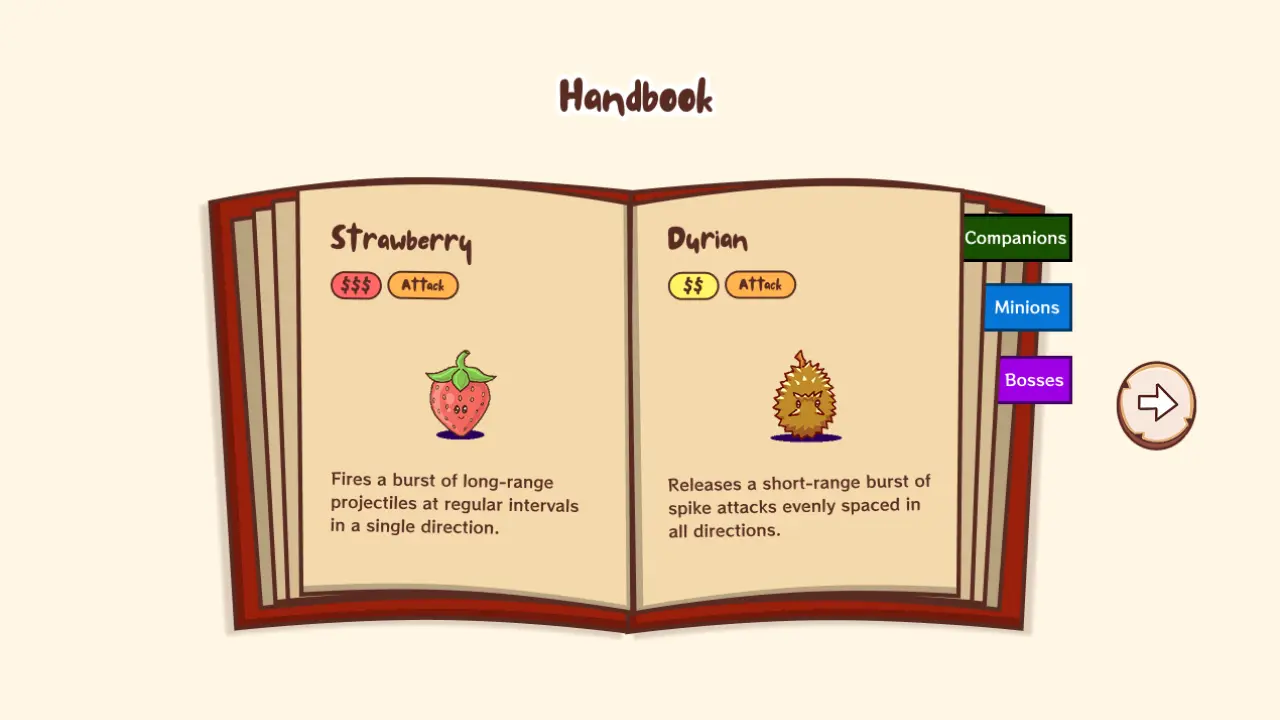 Handbook
Strawberry
$$$ Attack
Fires a burst of long-range
projectiles at regular intervals
in a single direction.
Durian
$$ Attack
Releases a short-range burst of
spike attacks evenly spaced in
all directions.
Companions
Minions
Bosses